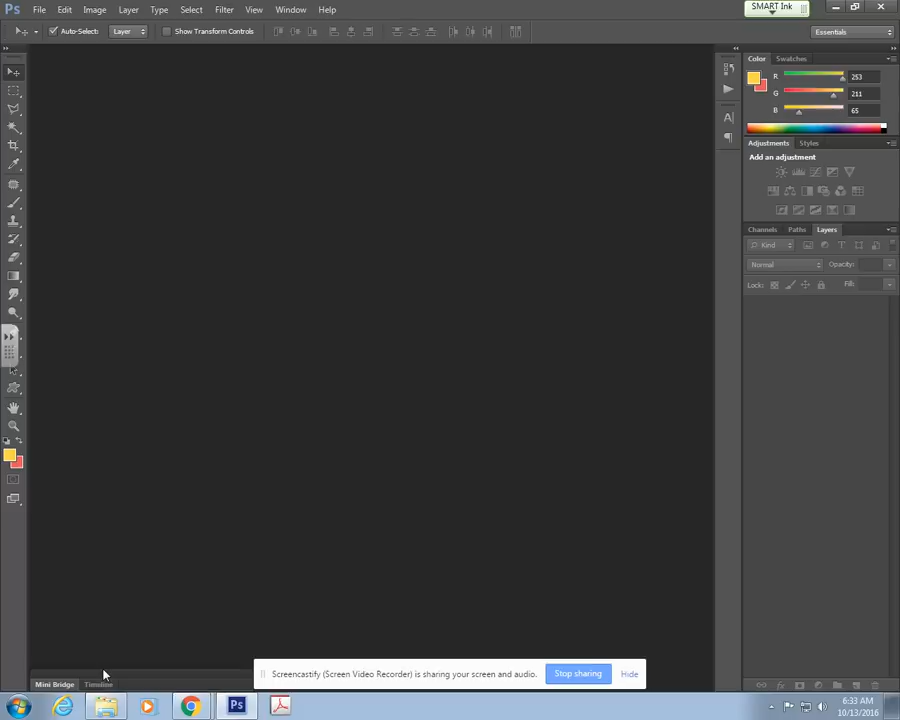 Ps File Edit Image Layer Type Select Filter View Window Help
SMART Ink
Auto-Select: Layer Show Transform Controls
Essentials
Color Swatches
R 253
G 211
B 65
Adjustments Styles
Add an adjustment
Channels Paths Layers
Kind
Normal Opacity:
Lock: Fill:
Mini Bridge Timeline
Screencastify (Screen Video Recorder) is sharing your screen and audio. Stop sharing Hide
Ps
6:33 AM
10/13/2016